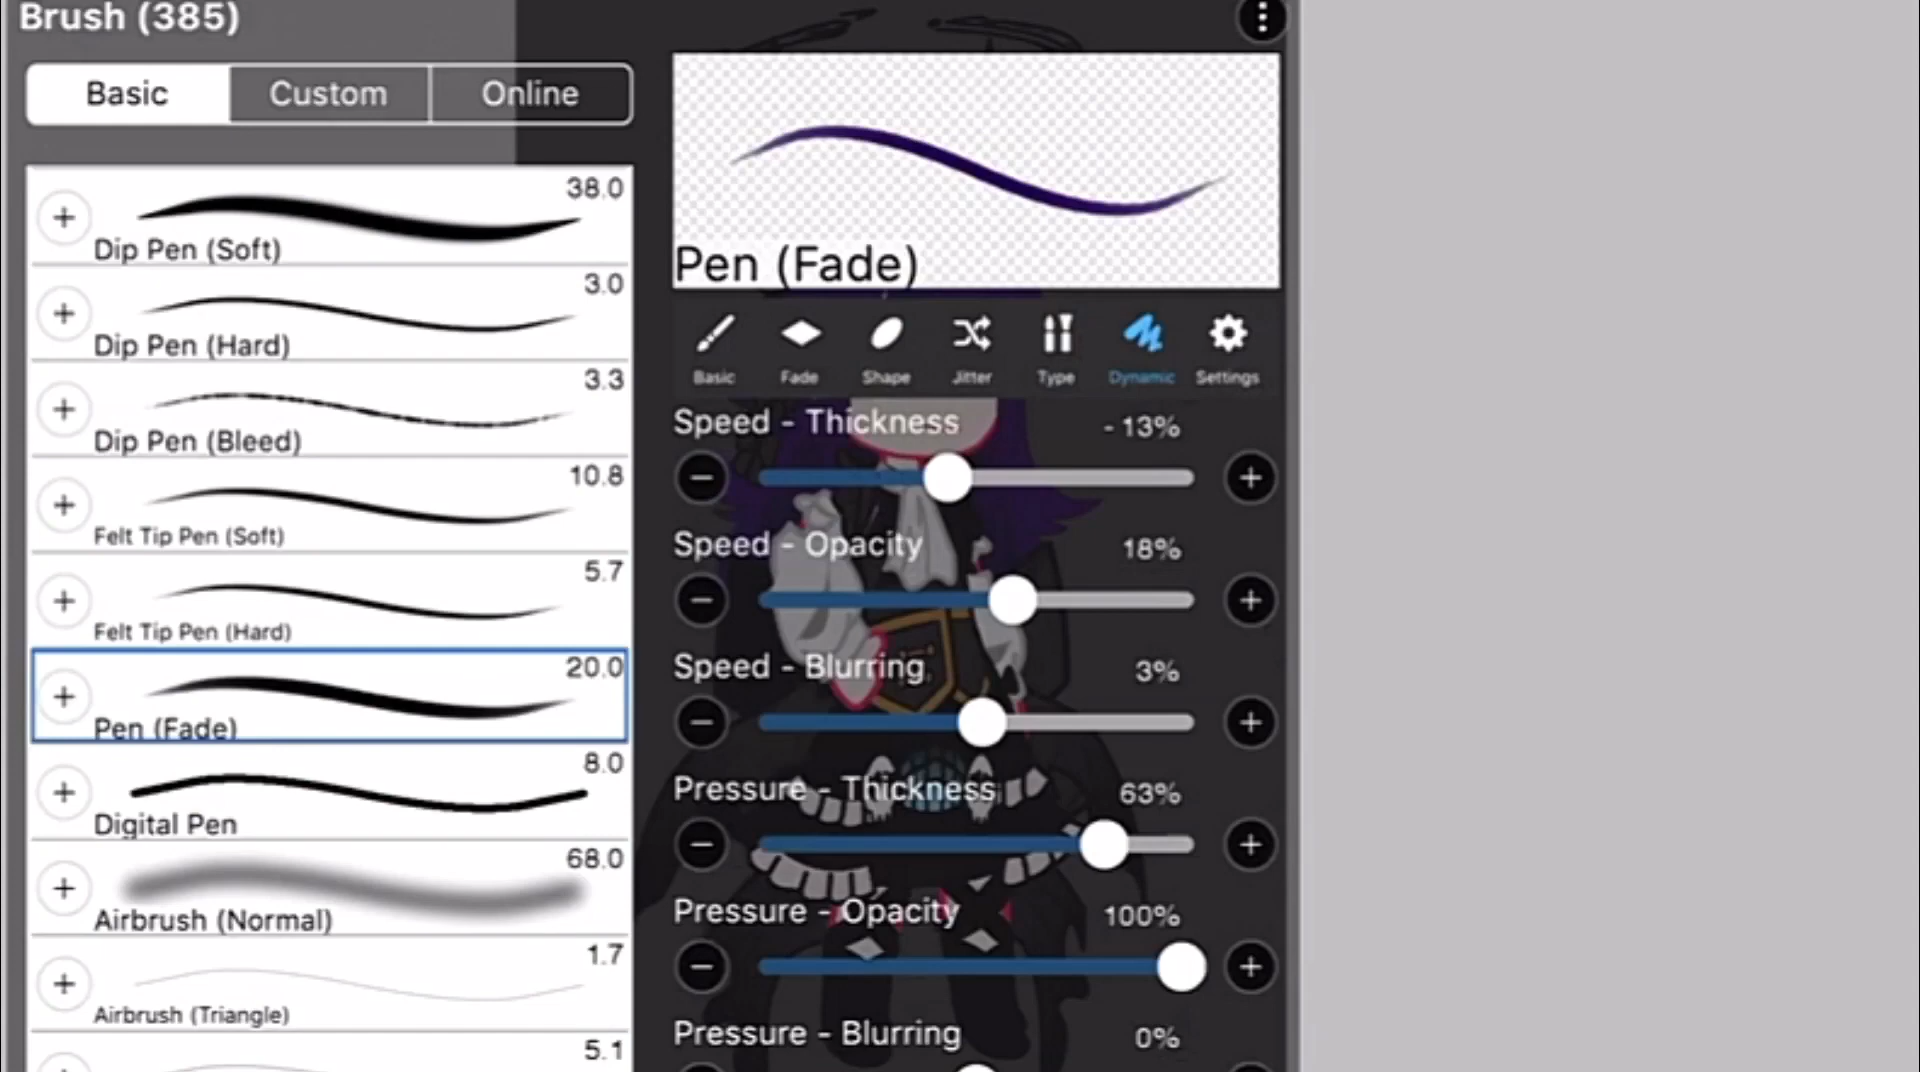 Brush (385)
Basic
Custom
Online
38.0
Dip Pen (Soft)
3.0
Dip Pen (Hard)
3.3
Dip Pen (Bleed)
10.8
Felt Tip Pen (Soft)
5.7
Felt Tip Pen (Hard)
20.0
Pen (Fade)
8.0
Digital Pen
68.0
Airbrush (Normal)
1.7
Airbrush (Triangle)
5.1
Pen (Fade)
Basic
Fade
Shape
Jitter
Type
Dynamic
Settings
Speed - Thickness
- 13%
Speed - Opacity
18%
Speed - Blurring
3%
Pressure - Thickness
63%
Pressure - Opacity
100%
Pressure - Blurring
0%